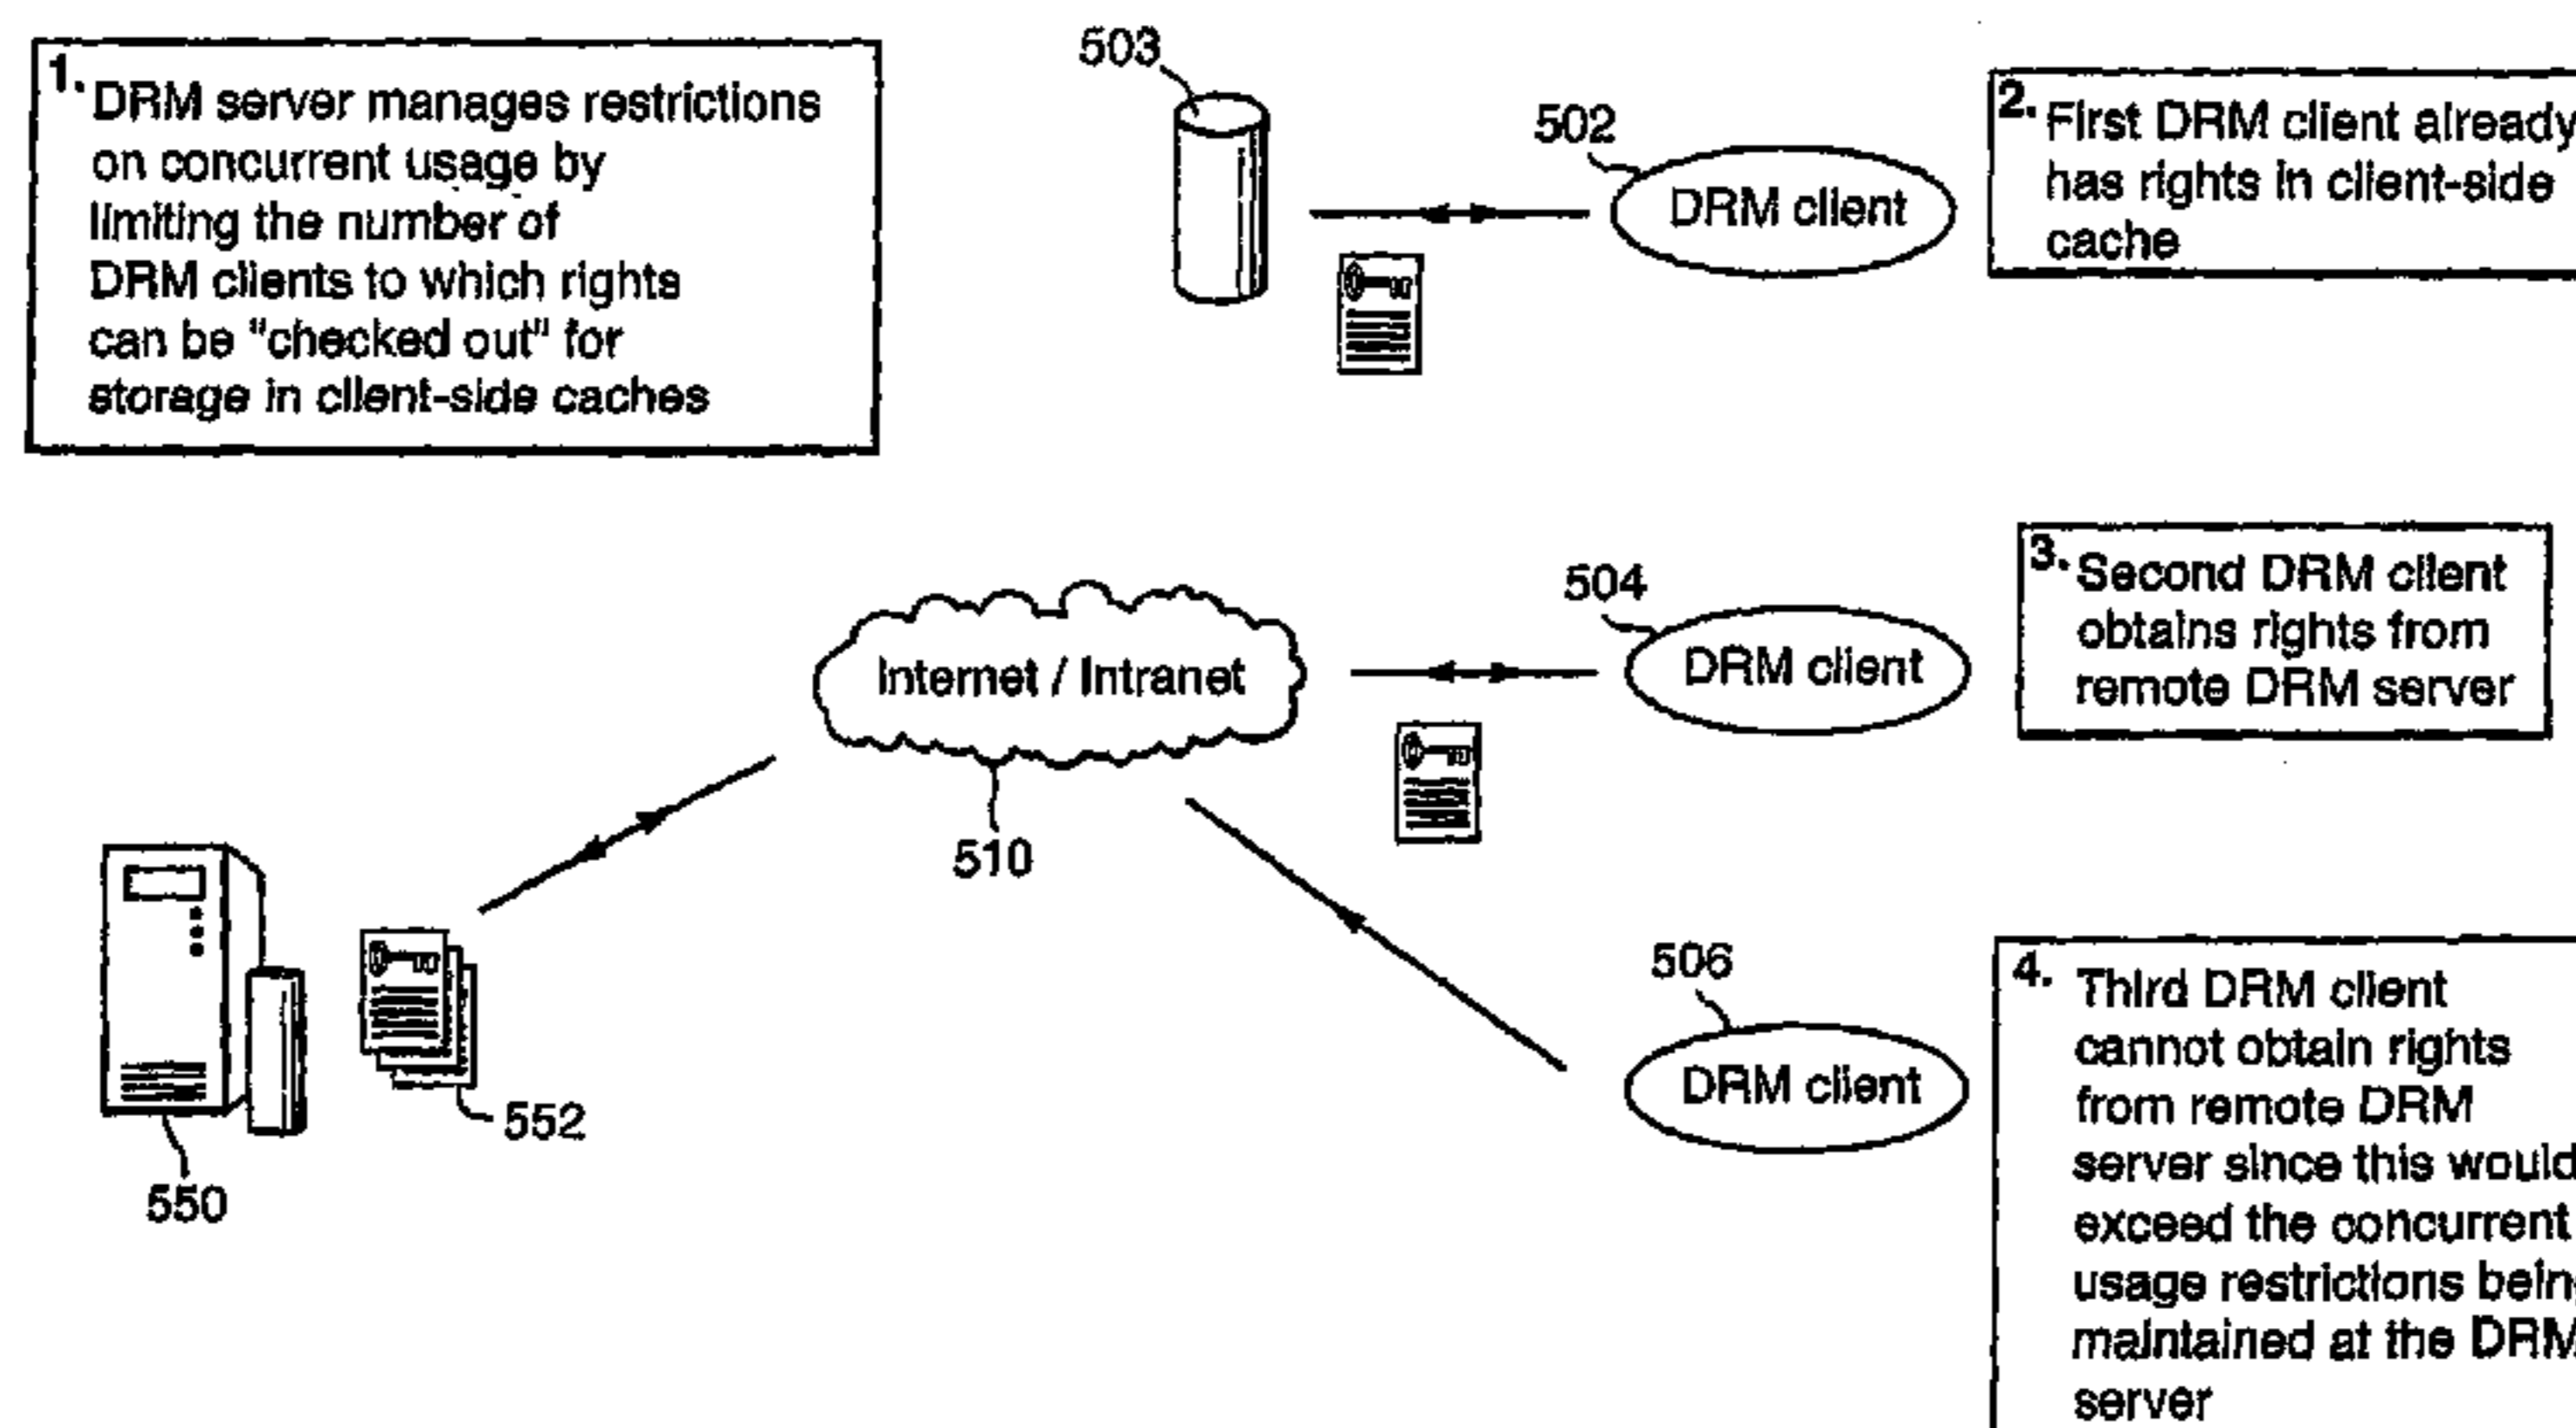 1. DRM server manages restrictions
on concurrent usage by
limiting the number of
DRM clients to which rights
can be "checked out" for
storage in client-side caches
503
502
DRM client
2. First DRM client already
has rights in client-side
cache
Internet / Intranet
510
504
DRM client
3. Second DRM client
obtains rights from
remote DRM server
550
552
506
DRM client
4. Third DRM client
cannot obtain rights
from remote DRM
server since this would
exceed the concurrent
usage restrictions
maintained at the DRM
server